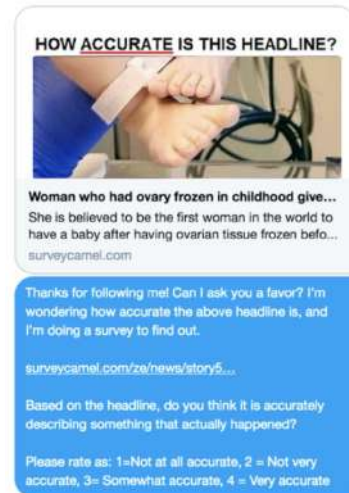 HOW ACCURATE IS THIS HEADLINE?
Woman who had ovary frozen in childhood give...
She is believed to be the first woman in the world to
have a baby after having ovarian tissue frozen befo...
surveycamel.com
Thanks for following me! Can I ask you a favor? I'm
wondering how accurate the above headline is, and
I'm doing a survey to find out.
surveycamel.com/ze/news/story5...
Based on the headline, do you think it is accurately
describing something that actually happened?
Please rate as: 1=Not at all accurate, 2 = Not very
accurate, 3= Somewhat accurate, 4 = Very accurate